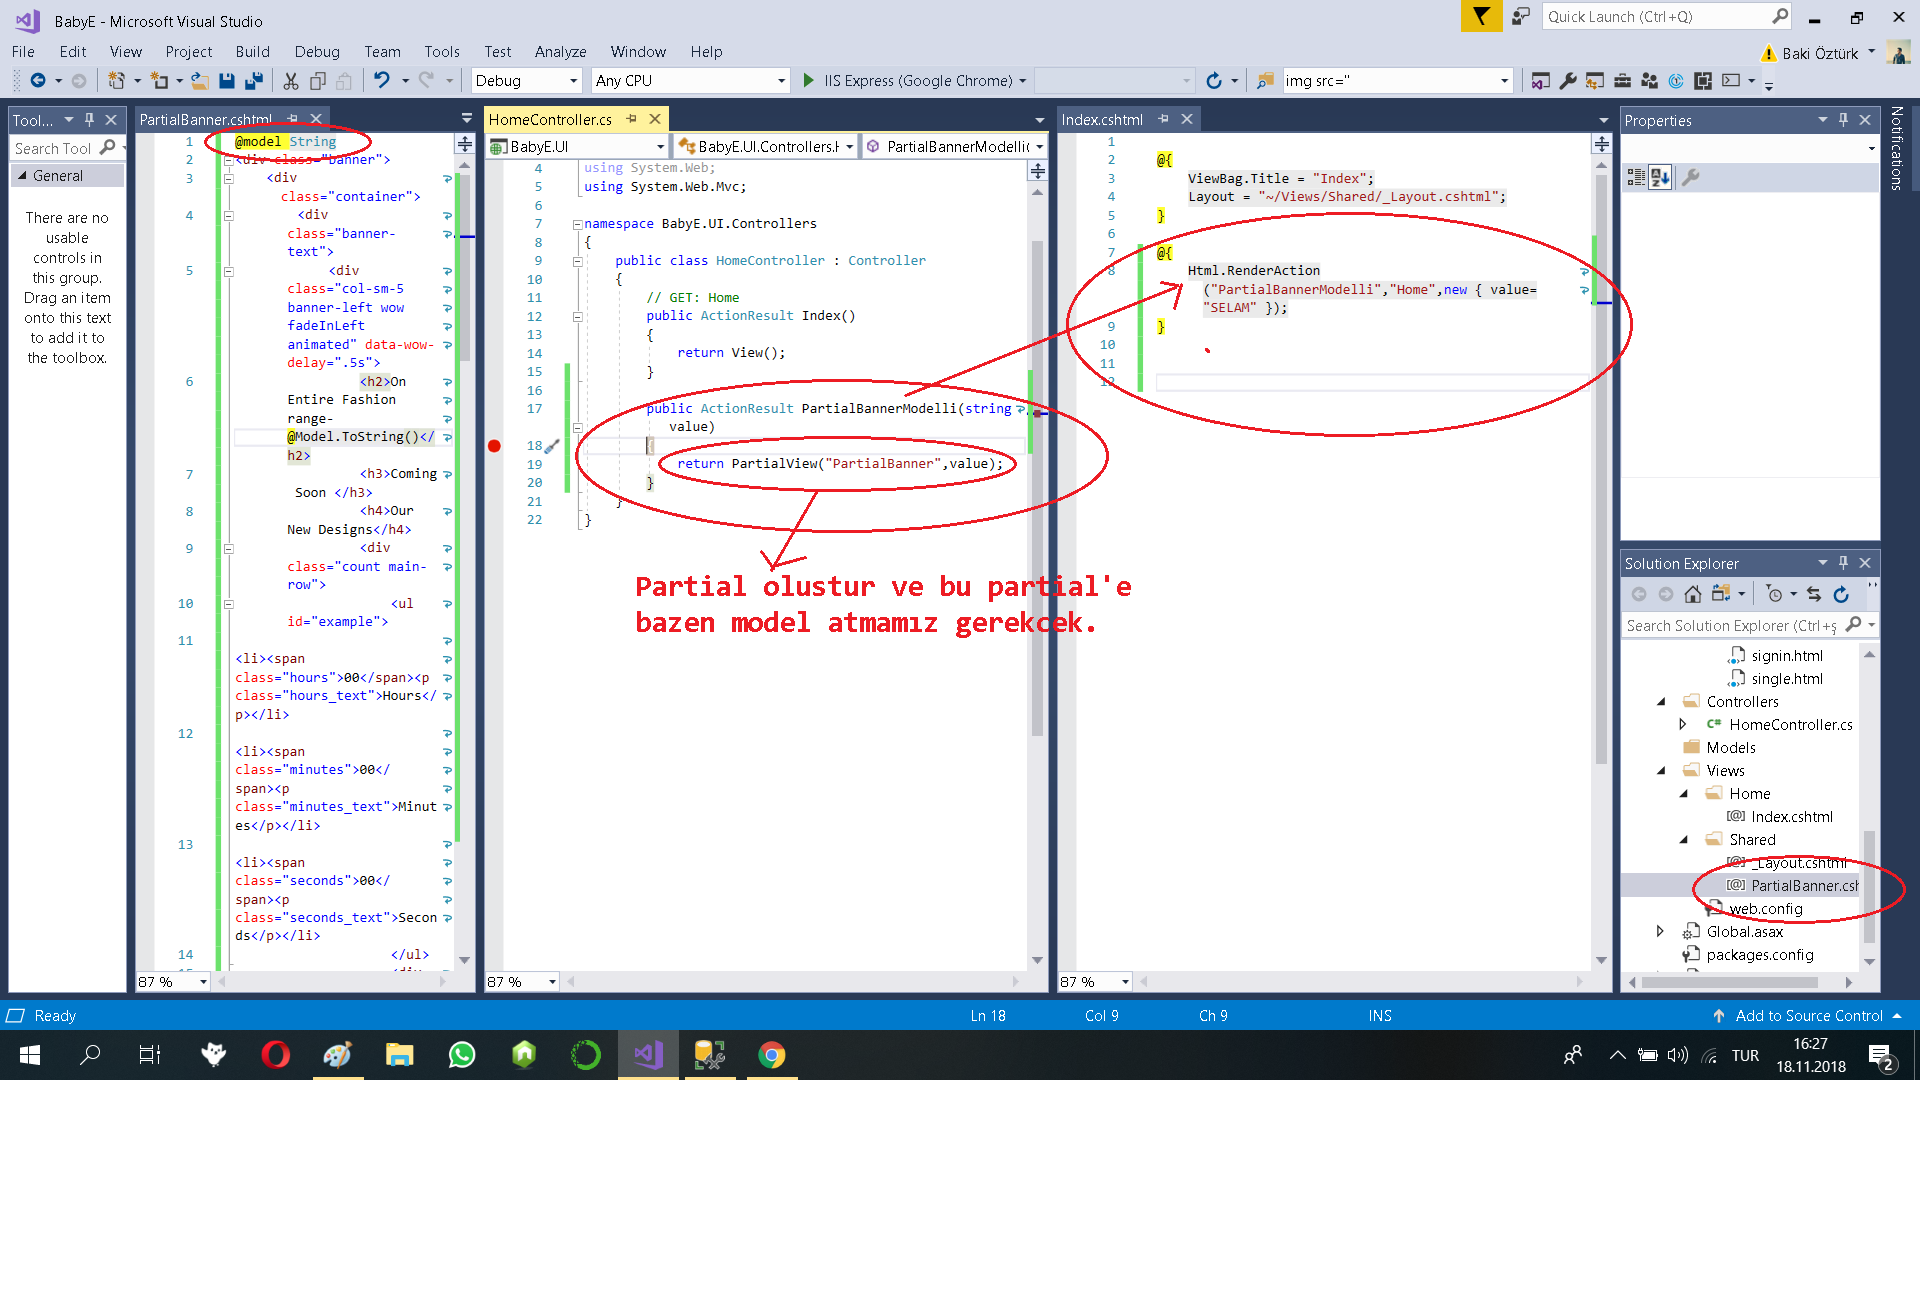 BabyE - Microsoft Visual Studio
Quick Launch (Ctrl+Q)
File Edit View Project Build Debug Team Tools Test Analyze Window Help
Baki Öztürk
Debug Any CPU IIS Express (Google Chrome) img src="
Tool...
Search Tool
General
There are no
usable
controls in
this group.
Drag an item
onto this text
to add it to
the toolbox.
PartialBanner.cshtml
1 @model String
2 <div class="banner">
3 <div
class="container">
4 <div
class="banner-
text">
5 <div
class="col-sm-5
banner-left wow
fadeInLeft
animated" data-wow-
delay=".5s">
6 <h2>On
Entire Fashion
range-
@Model.ToString()</
h2>
7 <h3>Coming
Soon </h3>
8 <h4>Our
New Designs</h4>
9 <div
class="count main-
row">
10 <ul
id="example">
11
<li><span
class="hours">00</span><p
class="hours_text">Hours</
p></li>
12
<li><span
class="minutes">00</
span><p
class="minutes_text">Minut
es</p></li>
13
<li><span
class="seconds">00</
span><p
class="seconds_text">Secon
ds</p></li>
14 </ul>
87 %
HomeController.cs
BabyE.UI BabyE.UI.Controllers.H PartialBannerModelli(
4 using System.Web;
5 using System.Web.Mvc;
6
7 namespace BabyE.UI.Controllers
8 {
9 public class HomeController : Controller
10 {
11 // GET: Home
12 public ActionResult Index()
13 {
14 return View();
15 }
16
17 public ActionResult PartialBannerModelli(string
value)
18 {
19 return PartialView("PartialBanner",value);
20 }
21 }
22 }
Partial olustur ve bu partial'e
bazen model atmamız gerekcek.
87 %
Index.cshtml
1
2 @{
3 ViewBag.Title = "Index";
4 Layout = "~/Views/Shared/_Layout.cshtml";
5 }
6
7 @{
8 Html.RenderAction
("PartialBannerModelli","Home",new { value=
"SELAM" });
9 }
10
11
12
87 %
Properties
Notifications
Solution Explorer
Search Solution Explorer (Ctrl+ş
signin.html
single.html
Controllers
C# HomeController.cs
Models
Views
Home
[@] Index.cshtml
Shared
[@] _Layout.cshtml
[@] PartialBanner.csh
web.config
Global.asax
packages.config
Ready Ln 18 Col 9 Ch 9 INS Add to Source Control
TUR
16:27
18.11.2018
2